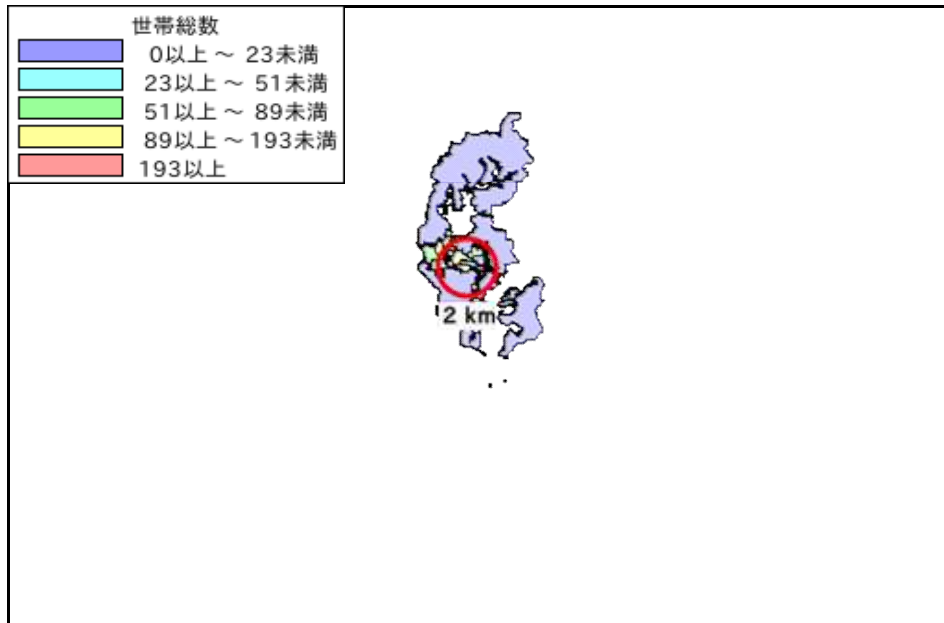 世帯総数
0以上 ～ 23未満
23以上 ～ 51未満
51以上 ～ 89未満
89以上 ～ 193未満
193以上
2 km